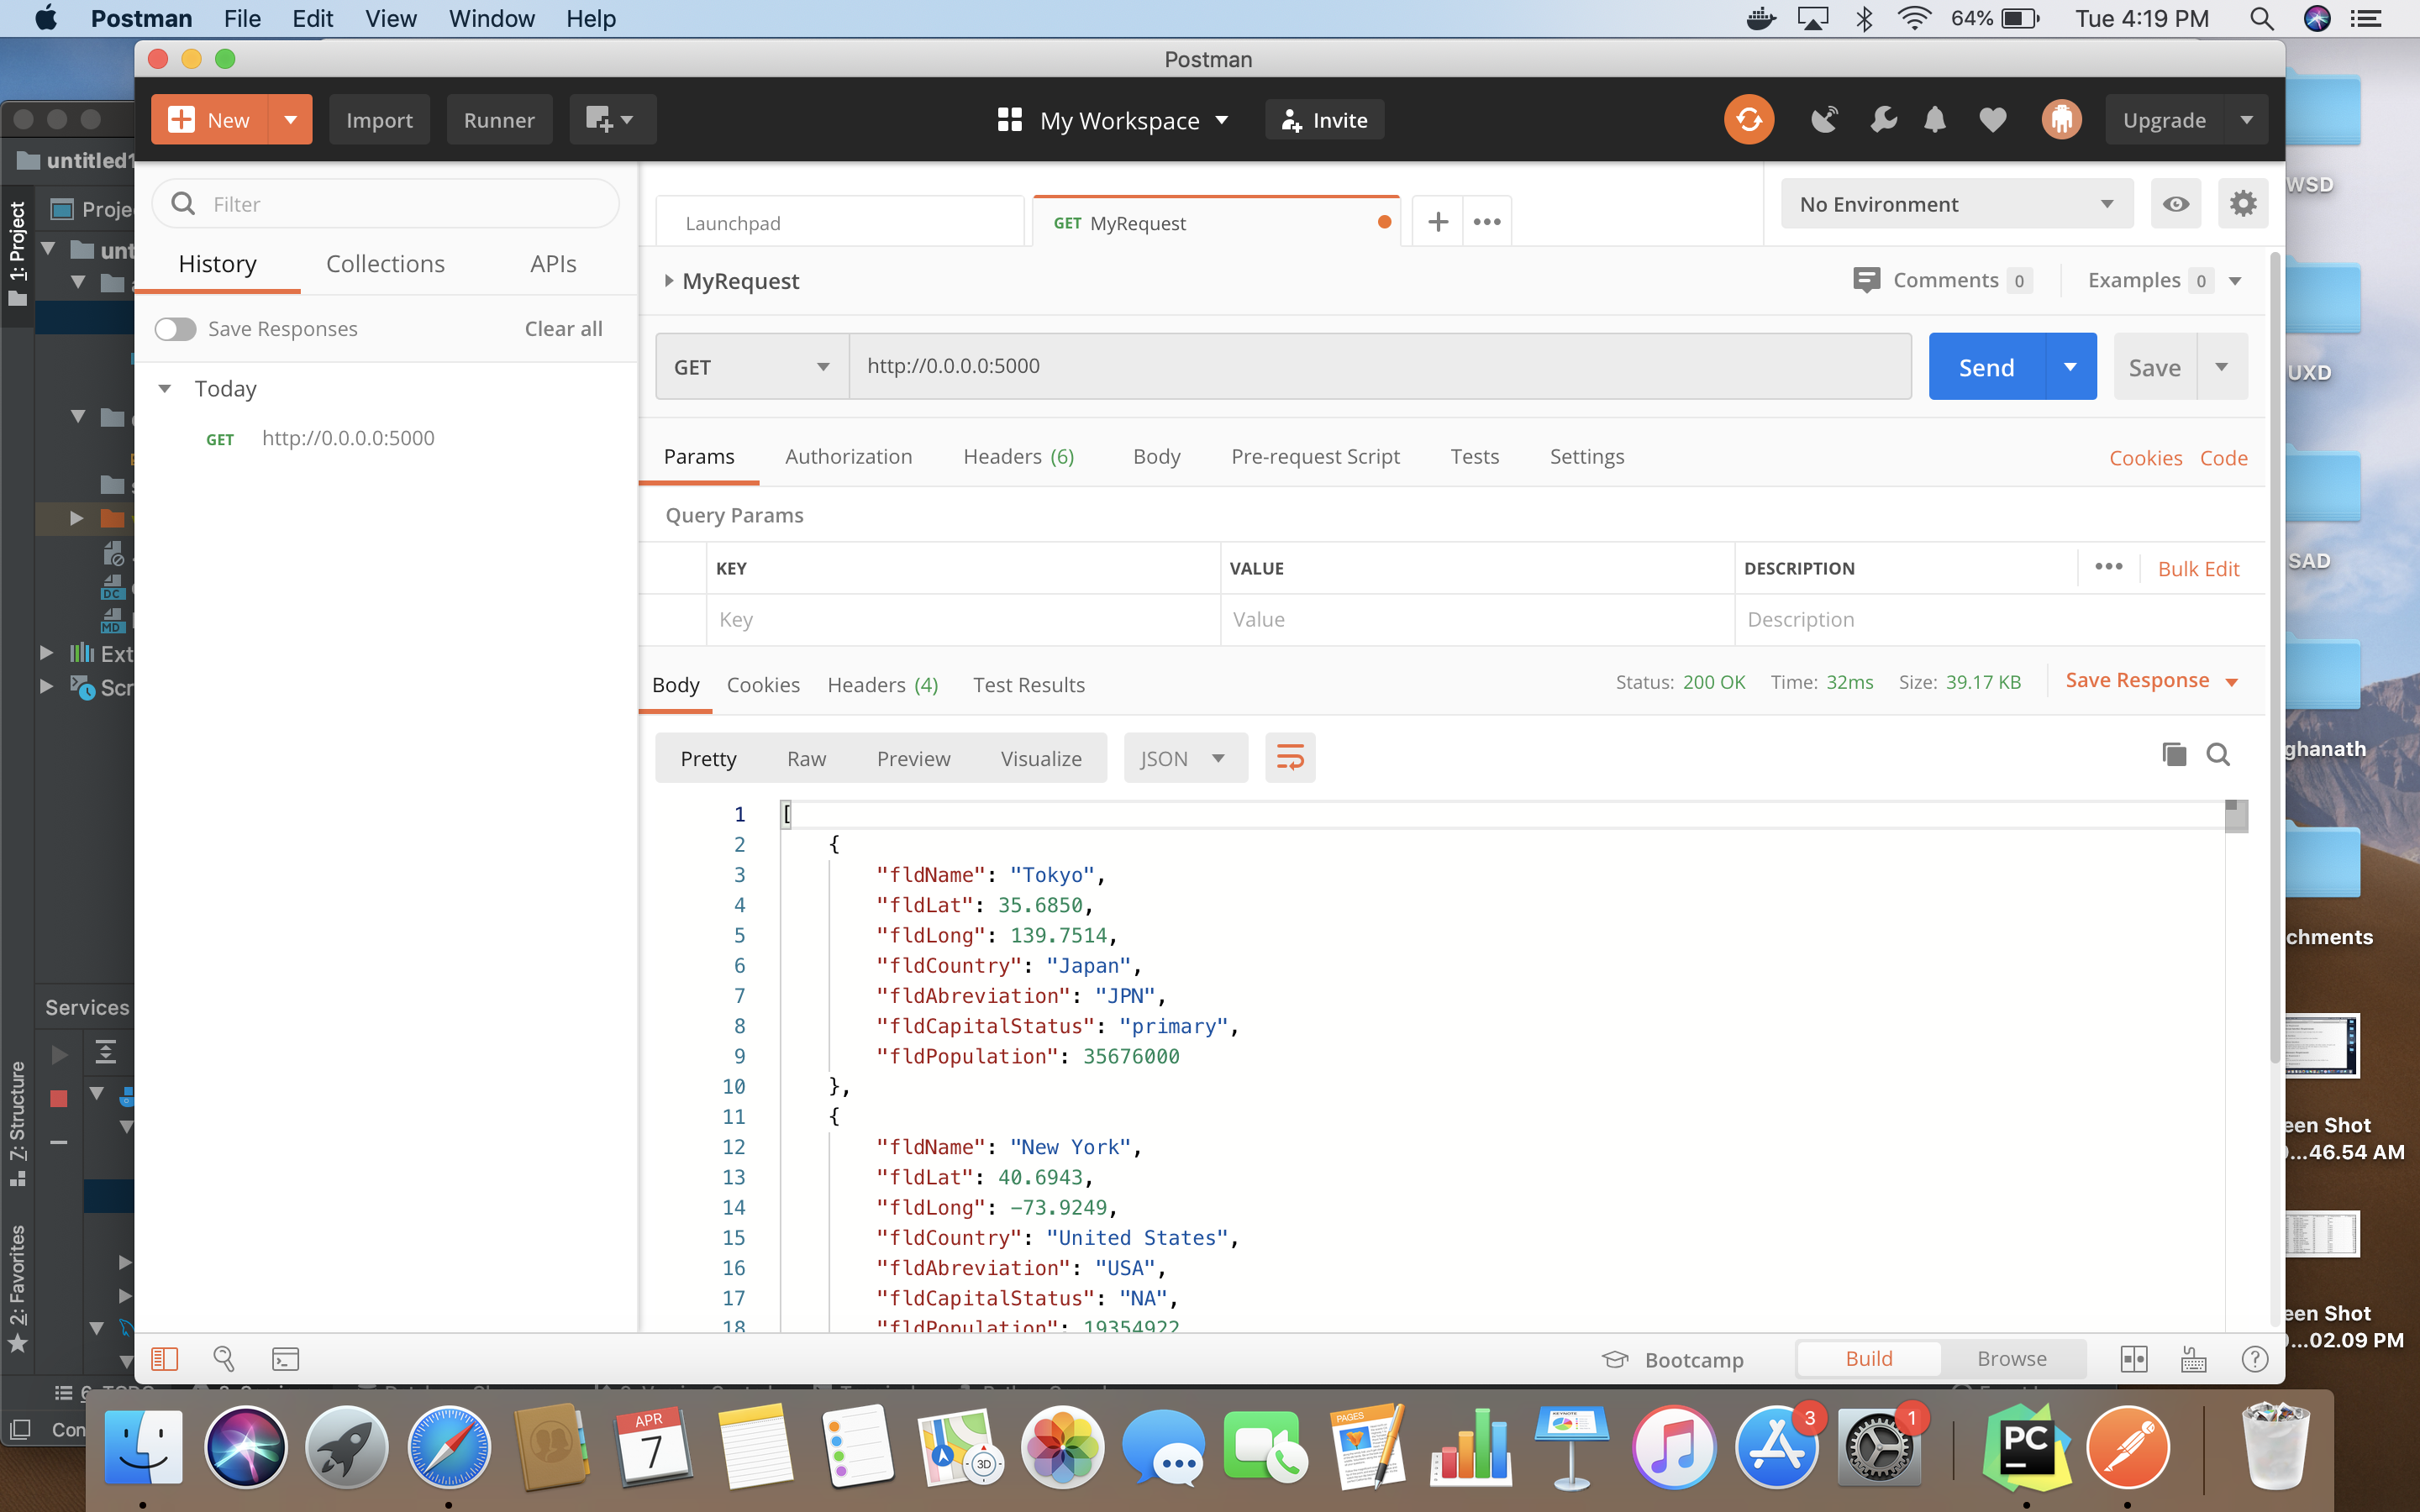 Postman File Edit View Window Help 64% Tue 4:19 PM
Postman
New Import Runner My Workspace Invite Upgrade
untitled1
1: Project
Filter
Launchpad GET MyRequest No Environment
History Collections APIs
MyRequest Comments 0 Examples 0
Save Responses Clear all
GET http://0.0.0.0:5000 Send Save
Today
GET http://0.0.0.0:5000
Params Authorization Headers (6) Body Pre-request Script Tests Settings Cookies Code
Query Params
KEY VALUE DESCRIPTION Bulk Edit
Key Value Description
DC
MD
Body Cookies Headers (4) Test Results Status: 200 OK Time: 32ms Size: 39.17 KB Save Response
Pretty Raw Preview Visualize JSON
1 [
2 {
3 "fldName": "Tokyo",
4 "fldLat": 35.6850,
5 "fldLong": 139.7514,
6 "fldCountry": "Japan",
7 "fldAbreviation": "JPN",
8 "fldCapitalStatus": "primary",
9 "fldPopulation": 35676000
10 },
11 {
12 "fldName": "New York",
13 "fldLat": 40.6943,
14 "fldLong": -73.9249,
15 "fldCountry": "United States",
16 "fldAbreviation": "USA",
17 "fldCapitalStatus": "NA",
18 "fldPopulation": 19354922
Services
7: Structure
2: Favorites
Bootcamp Build Browse
WSD
UXD
SAD
ghanath
chments
een Shot
...46.54 AM
een Shot
...02.09 PM
APR
7
3D
PAGES
KEYNOTE
3
1
PC